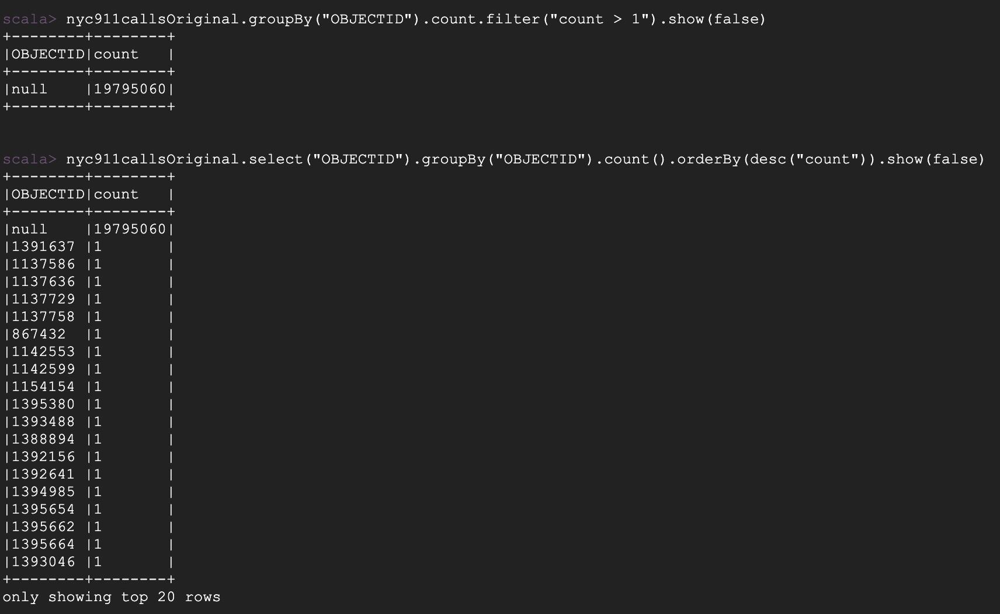 scala> nyc911callsOriginal.groupBy("OBJECTID").count.filter("count > 1").show(false)
+--------+--------+
|OBJECTID|count   |
+--------+--------+
|null    |19795060|
+--------+--------+
scala> nyc911callsOriginal.select("OBJECTID").groupBy("OBJECTID").count().orderBy(desc("count")).show(false)
+--------+--------+
|OBJECTID|count   |
+--------+--------+
|null    |19795060|
|1391637 |1       |
|1137586 |1       |
|1137636 |1       |
|1137729 |1       |
|1137758 |1       |
|867432  |1       |
|1142553 |1       |
|1142599 |1       |
|1154154 |1       |
|1395380 |1       |
|1393488 |1       |
|1388894 |1       |
|1392156 |1       |
|1392641 |1       |
|1394985 |1       |
|1395654 |1       |
|1395662 |1       |
|1395664 |1       |
|1393046 |1       |
+--------+--------+
only showing top 20 rows